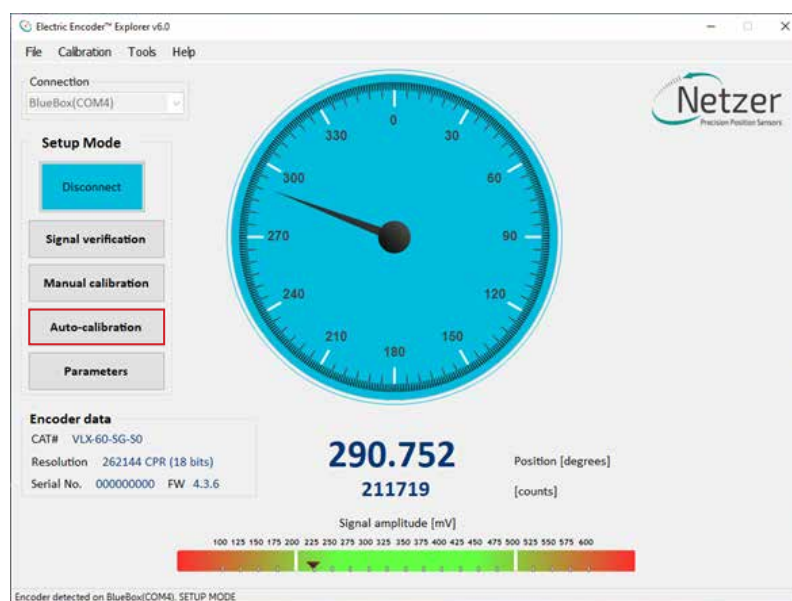 Electric Encoder™ Explorer v6.0
File Calibration Tools Help
Connection
BlueBox(COM4)
Netzer
Precision Position Sensors
Setup Mode
Disconnect
Signal verification
Manual calibration
Auto-calibration
Parameters
0
30
60
90
120
150
180
210
240
270
300
330
Encoder data
CAT# VLX-60-SG-S0
Resolution 262144 CPR (18 bits)
Serial No. 000000000 FW 4.3.6
290.752 Position [degrees]
211719 [counts]
Signal amplitude [mV]
100 125 150 175 200 225 250 275 300 325 350 375 400 425 450 475 500 525 550 575 600
Encoder detected on BlueBox(COM4). SETUP MODE